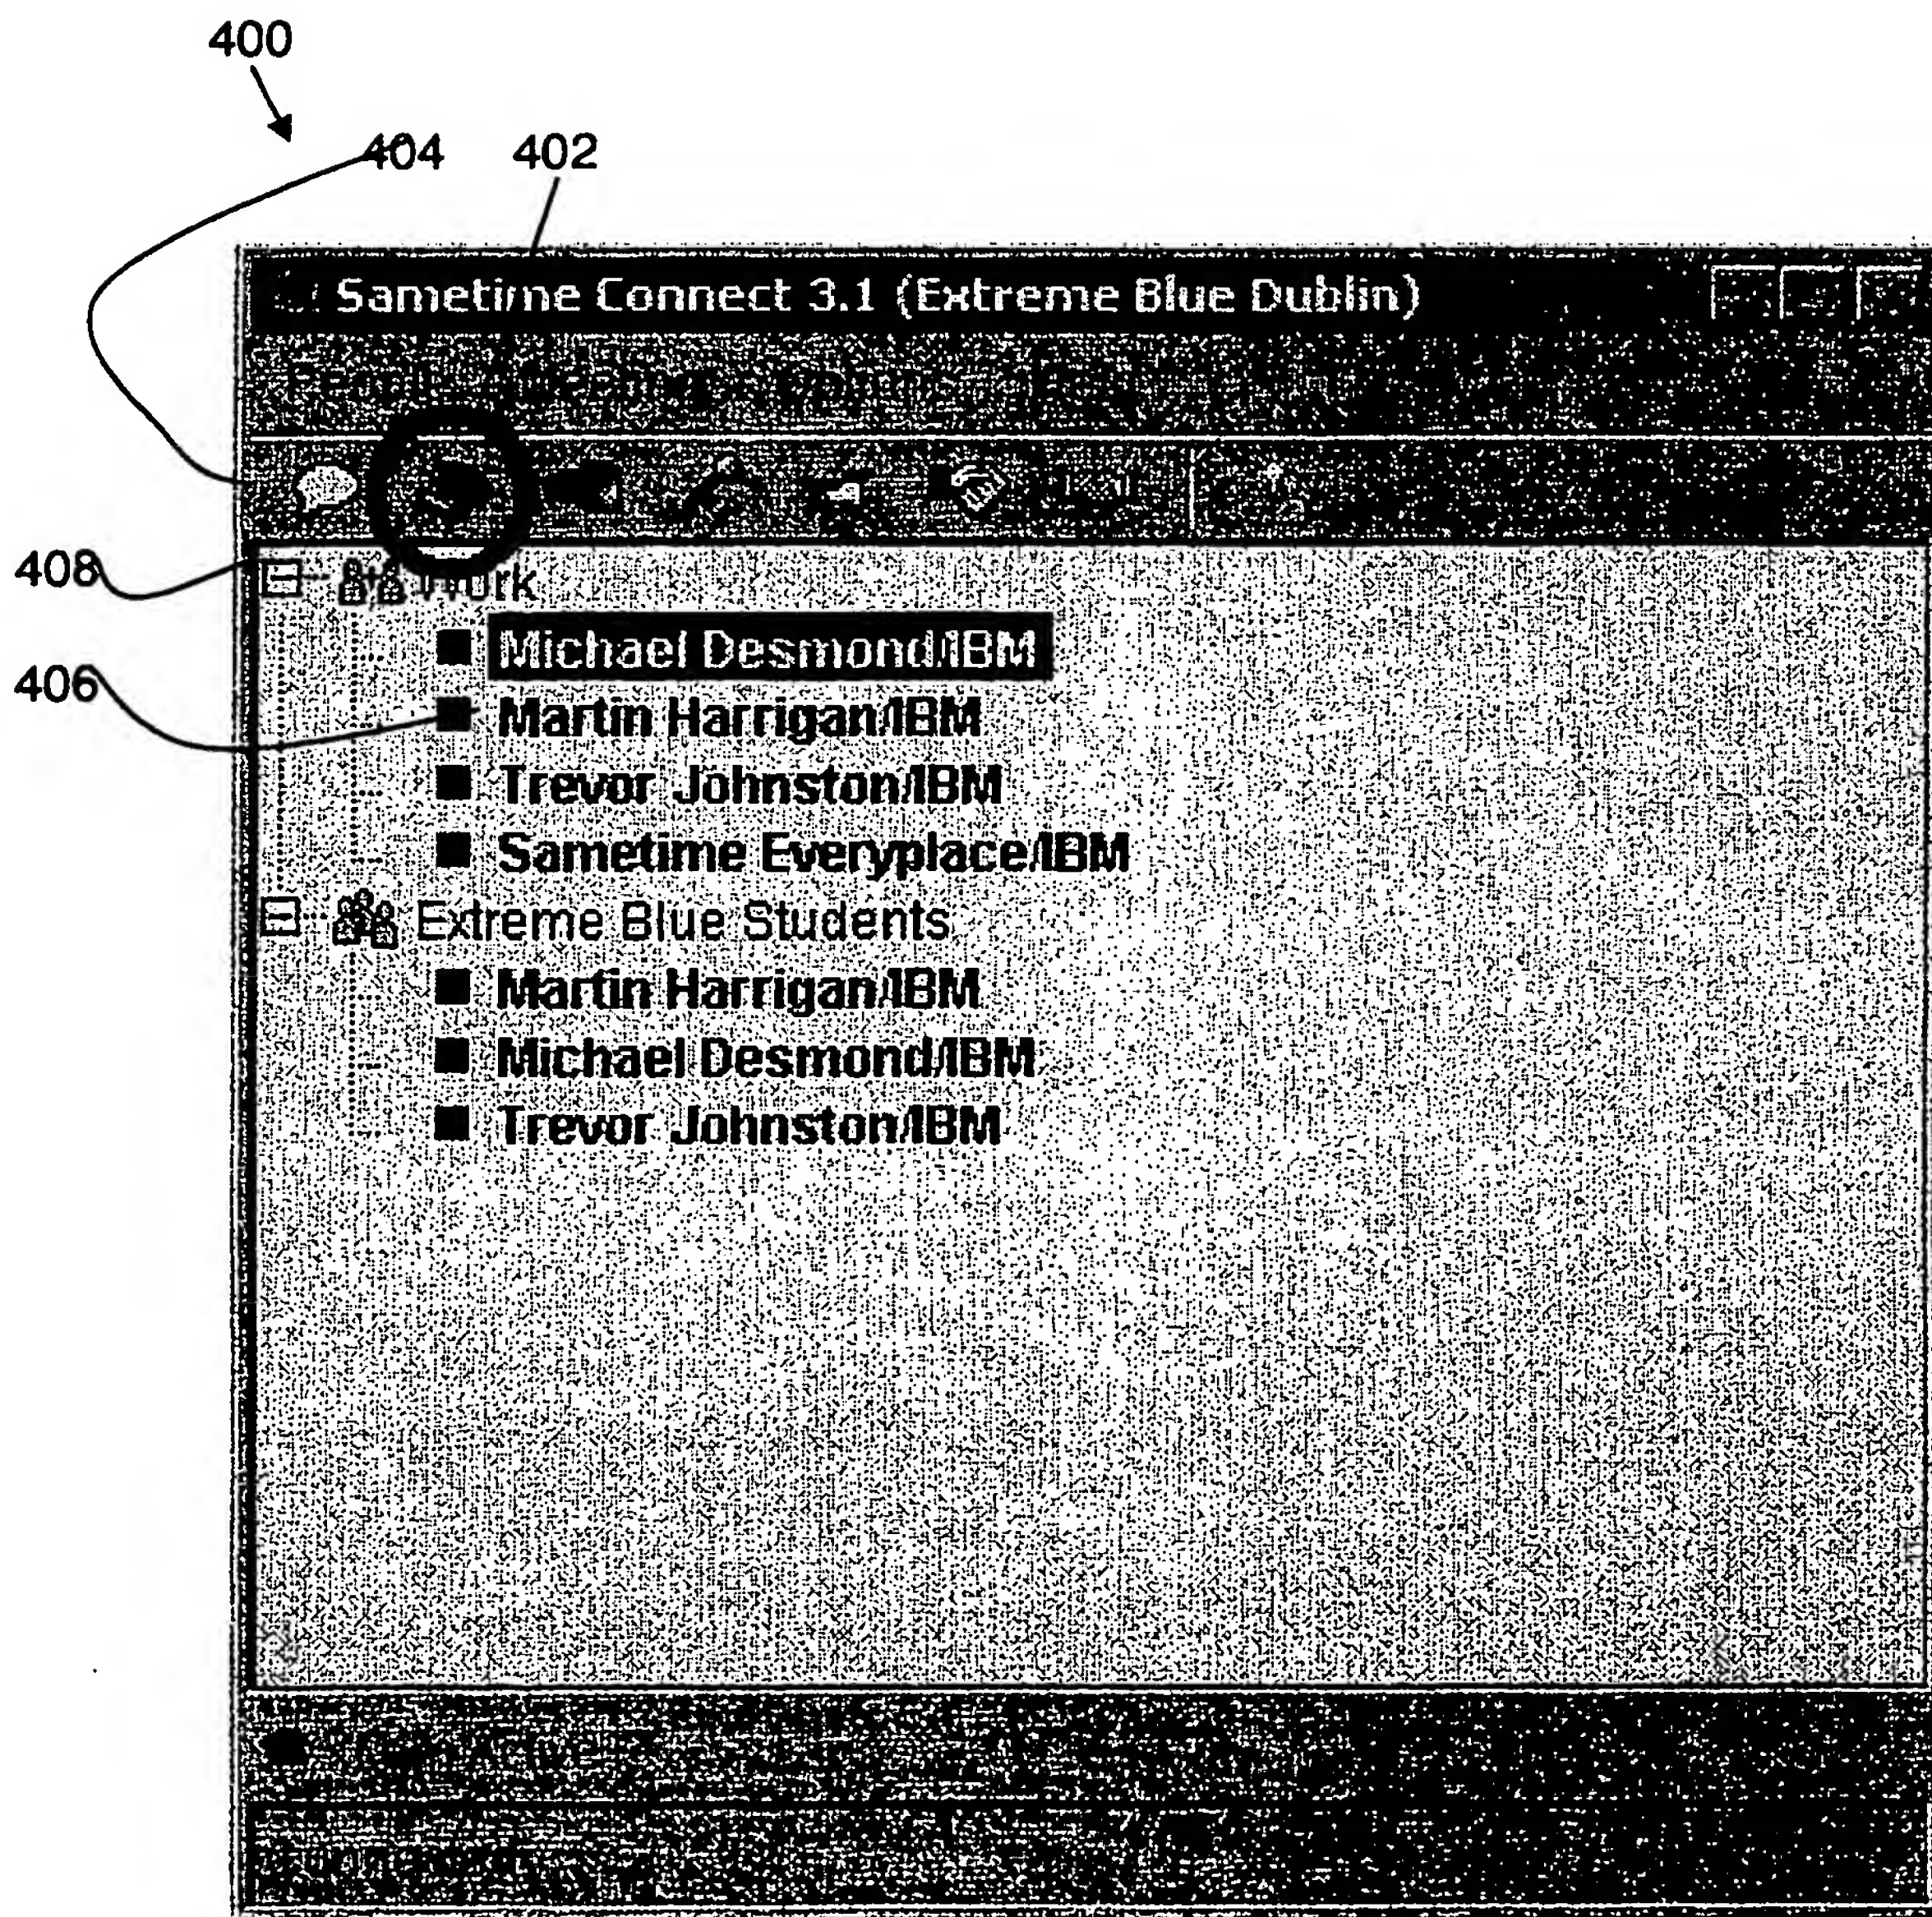 400
404 402
Sametime Connect 3.1 (Extreme Blue Dublin)
408
Work
Michael Desmond/IBM
406
Martin Harrigan/IBM
Trevor Johnston/IBM
Sametime Everyplace/IBM
Extreme Blue Students
Martin Harrigan/IBM
Michael Desmond/IBM
Trevor Johnston/IBM